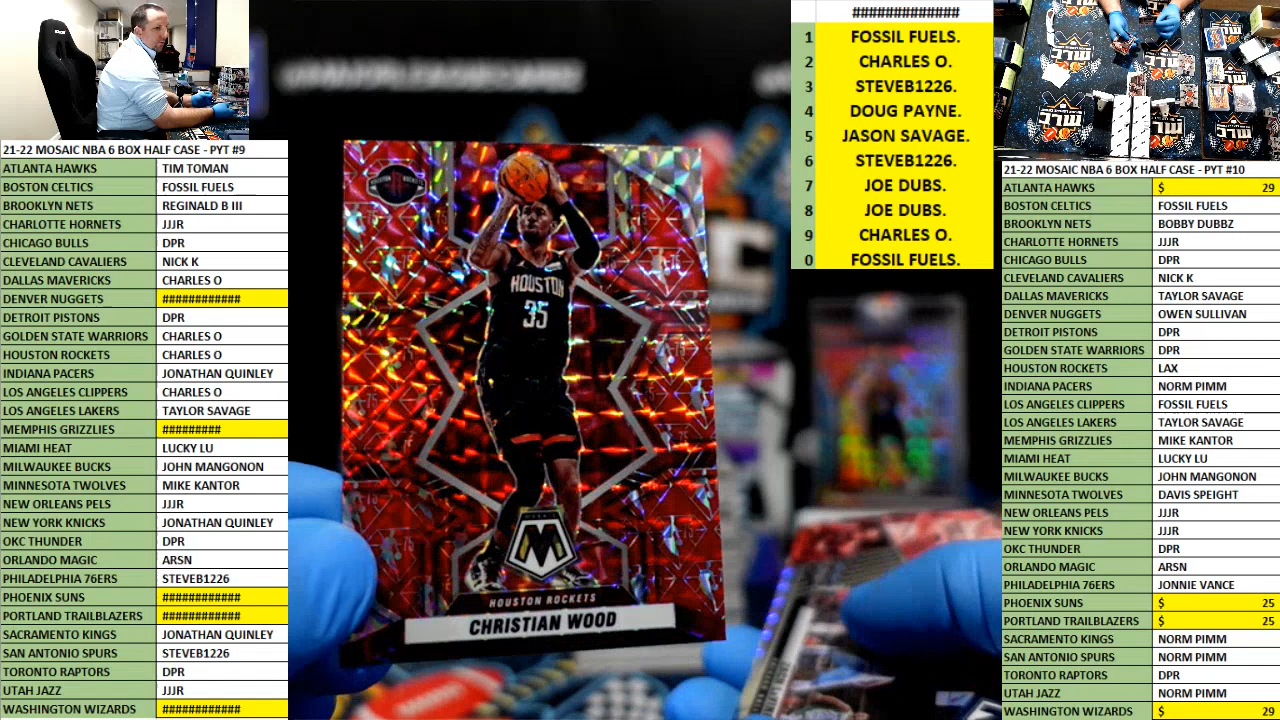 21-22 MOSAIC NBA 6 BOX HALF CASE - PYT #9
ATLANTA HAWKS TIM TOMAN
BOSTON CELTICS FOSSIL FUELS
BROOKLYN NETS REGINALD B III
CHARLOTTE HORNETS JJJR
CHICAGO BULLS DPR
CLEVELAND CAVALIERS NICK K
DALLAS MAVERICKS CHARLES O
DENVER NUGGETS ############
DETROIT PISTONS DPR
GOLDEN STATE WARRIORS CHARLES O
HOUSTON ROCKETS CHARLES O
INDIANA PACERS JONATHAN QUINLEY
LOS ANGELES CLIPPERS CHARLES O
LOS ANGELES LAKERS TAYLOR SAVAGE
MEMPHIS GRIZZLIES #########
MIAMI HEAT LUCKY LU
MILWAUKEE BUCKS JOHN MANGONON
MINNESOTA TWOLVES MIKE KANTOR
NEW ORLEANS PELS JJJR
NEW YORK KNICKS JONATHAN QUINLEY
OKC THUNDER DPR
ORLANDO MAGIC ARSN
PHILADELPHIA 76ERS STEVEB1226
PHOENIX SUNS ############
PORTLAND TRAILBLAZERS ############
SACRAMENTO KINGS JONATHAN QUINLEY
SAN ANTONIO SPURS STEVEB1226
TORONTO RAPTORS DPR
UTAH JAZZ JJJR
WASHINGTON WIZARDS ############
HOUSTON
35
HOUSTON ROCKETS
CHRISTIAN WOOD
#############
1 FOSSIL FUELS.
2 CHARLES O.
3 STEVEB1226.
4 DOUG PAYNE.
5 JASON SAVAGE.
6 STEVEB1226.
7 JOE DUBS.
8 JOE DUBS.
9 CHARLES O.
0 FOSSIL FUELS.
MLC
21-22 MOSAIC NBA 6 BOX HALF CASE - PYT #10
ATLANTA HAWKS $ 29
BOSTON CELTICS FOSSIL FUELS
BROOKLYN NETS BOBBY DUBBZ
CHARLOTTE HORNETS JJJR
CHICAGO BULLS DPR
CLEVELAND CAVALIERS NICK K
DALLAS MAVERICKS TAYLOR SAVAGE
DENVER NUGGETS OWEN SULLIVAN
DETROIT PISTONS DPR
GOLDEN STATE WARRIORS DPR
HOUSTON ROCKETS LAX
INDIANA PACERS NORM PIMM
LOS ANGELES CLIPPERS FOSSIL FUELS
LOS ANGELES LAKERS TAYLOR SAVAGE
MEMPHIS GRIZZLIES MIKE KANTOR
MIAMI HEAT LUCKY LU
MILWAUKEE BUCKS JOHN MANGONON
MINNESOTA TWOLVES DAVIS SPEIGHT
NEW ORLEANS PELS JJJR
NEW YORK KNICKS JJJR
OKC THUNDER DPR
ORLANDO MAGIC ARSN
PHILADELPHIA 76ERS JONNIE VANCE
PHOENIX SUNS $ 25
PORTLAND TRAILBLAZERS $ 25
SACRAMENTO KINGS NORM PIMM
SAN ANTONIO SPURS NORM PIMM
TORONTO RAPTORS DPR
UTAH JAZZ NORM PIMM
WASHINGTON WIZARDS $ 29